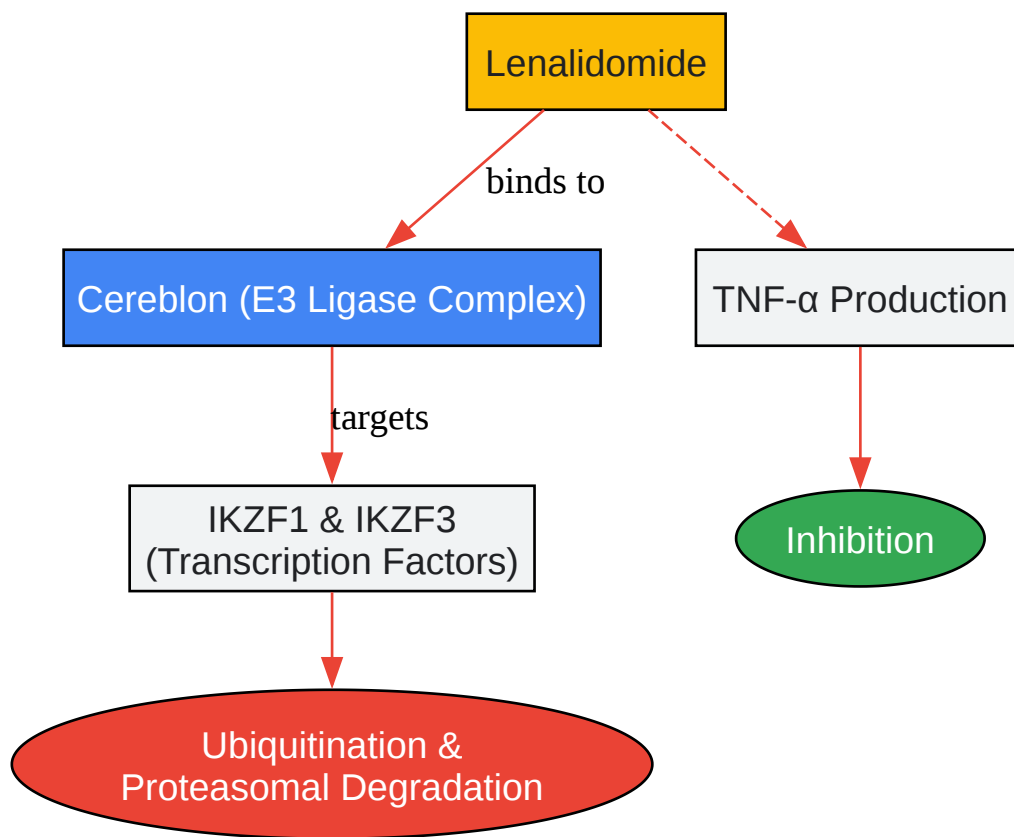 Lenalidomide
binds to
Cereblon (E3 Ligase Complex)
TNF-α Production
targets
IKZF1 & IKZF3
(Transcription Factors)
Inhibition
Ubiquitination &
Proteasomal Degradation